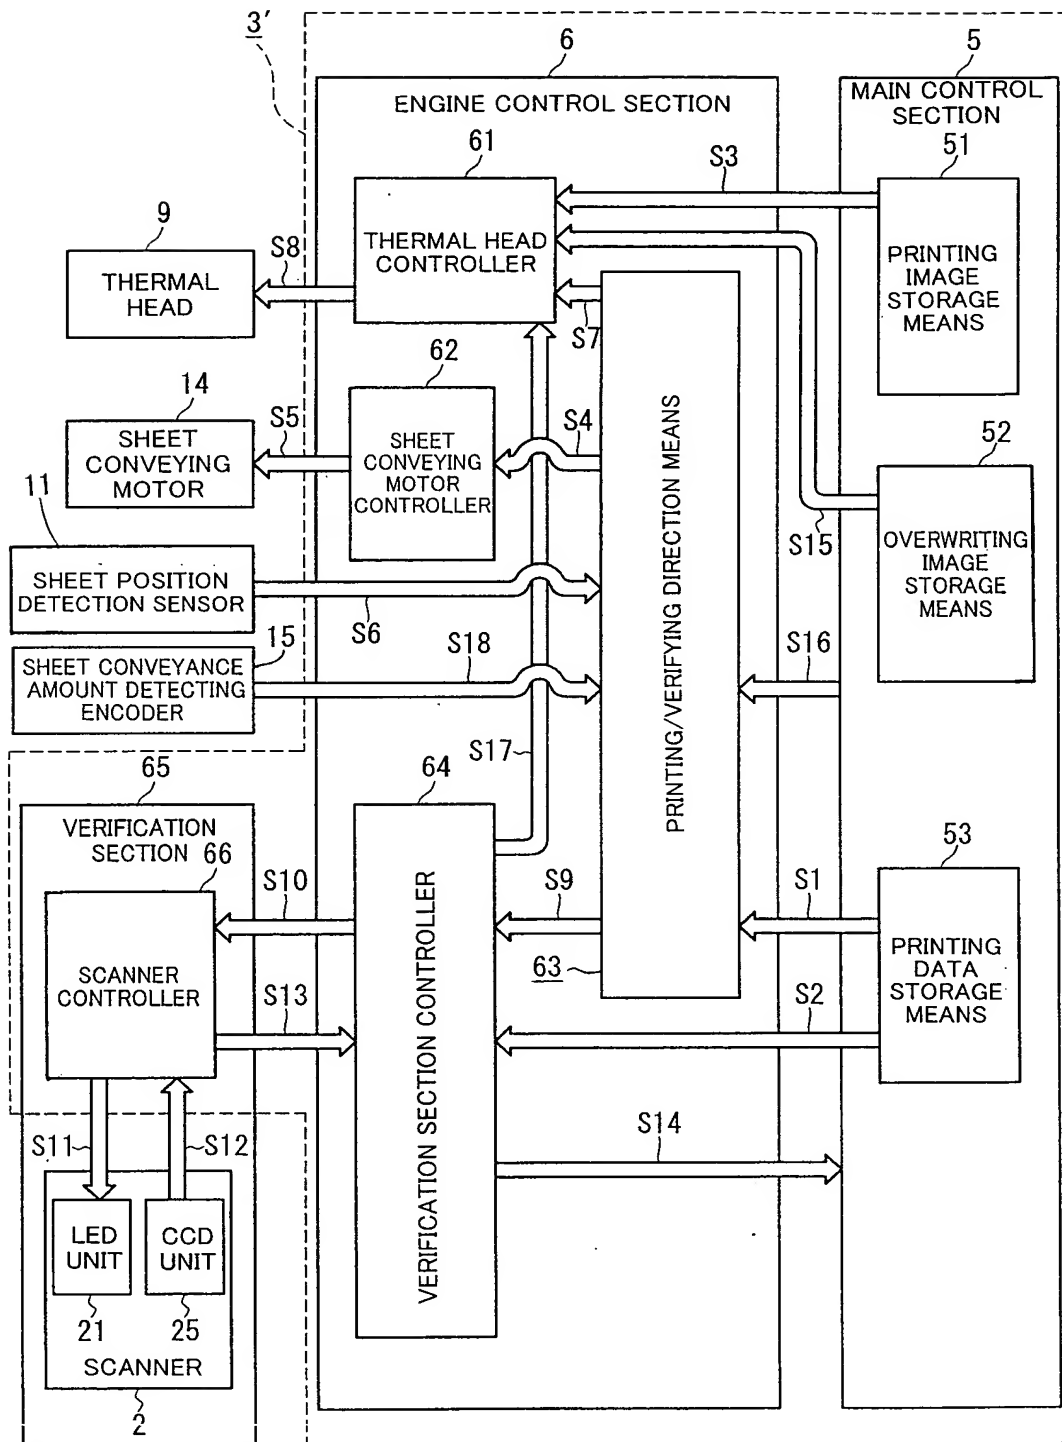 3′
6
5
ENGINE CONTROL SECTION
MAIN CONTROL
SECTION
61
S3
51
9
S8
THERMAL
HEAD
THERMAL HEAD
CONTROLLER
PRINTING
IMAGE
STORAGE
MEANS
S7
62
14
S5
SHEET
CONVEYING
MOTOR
SHEET
CONVEYING
MOTOR
CONTROLLER
S4
PRINTING/VERIFYING DIRECTION MEANS
52
S15
OVERWRITING
IMAGE
STORAGE
MEANS
11
SHEET POSITION
DETECTION SENSOR
S6
15
SHEET CONVEYANCE
AMOUNT DETECTING
ENCODER
S18
S16
S17
65
VERIFICATION
SECTION
66
64
53
S10
S9
S1
SCANNER
CONTROLLER
VERIFICATION SECTION CONTROLLER
63
PRINTING
DATA
STORAGE
MEANS
S13
S2
S11
S12
S14
LED
UNIT
CCD
UNIT
21
25
SCANNER
2